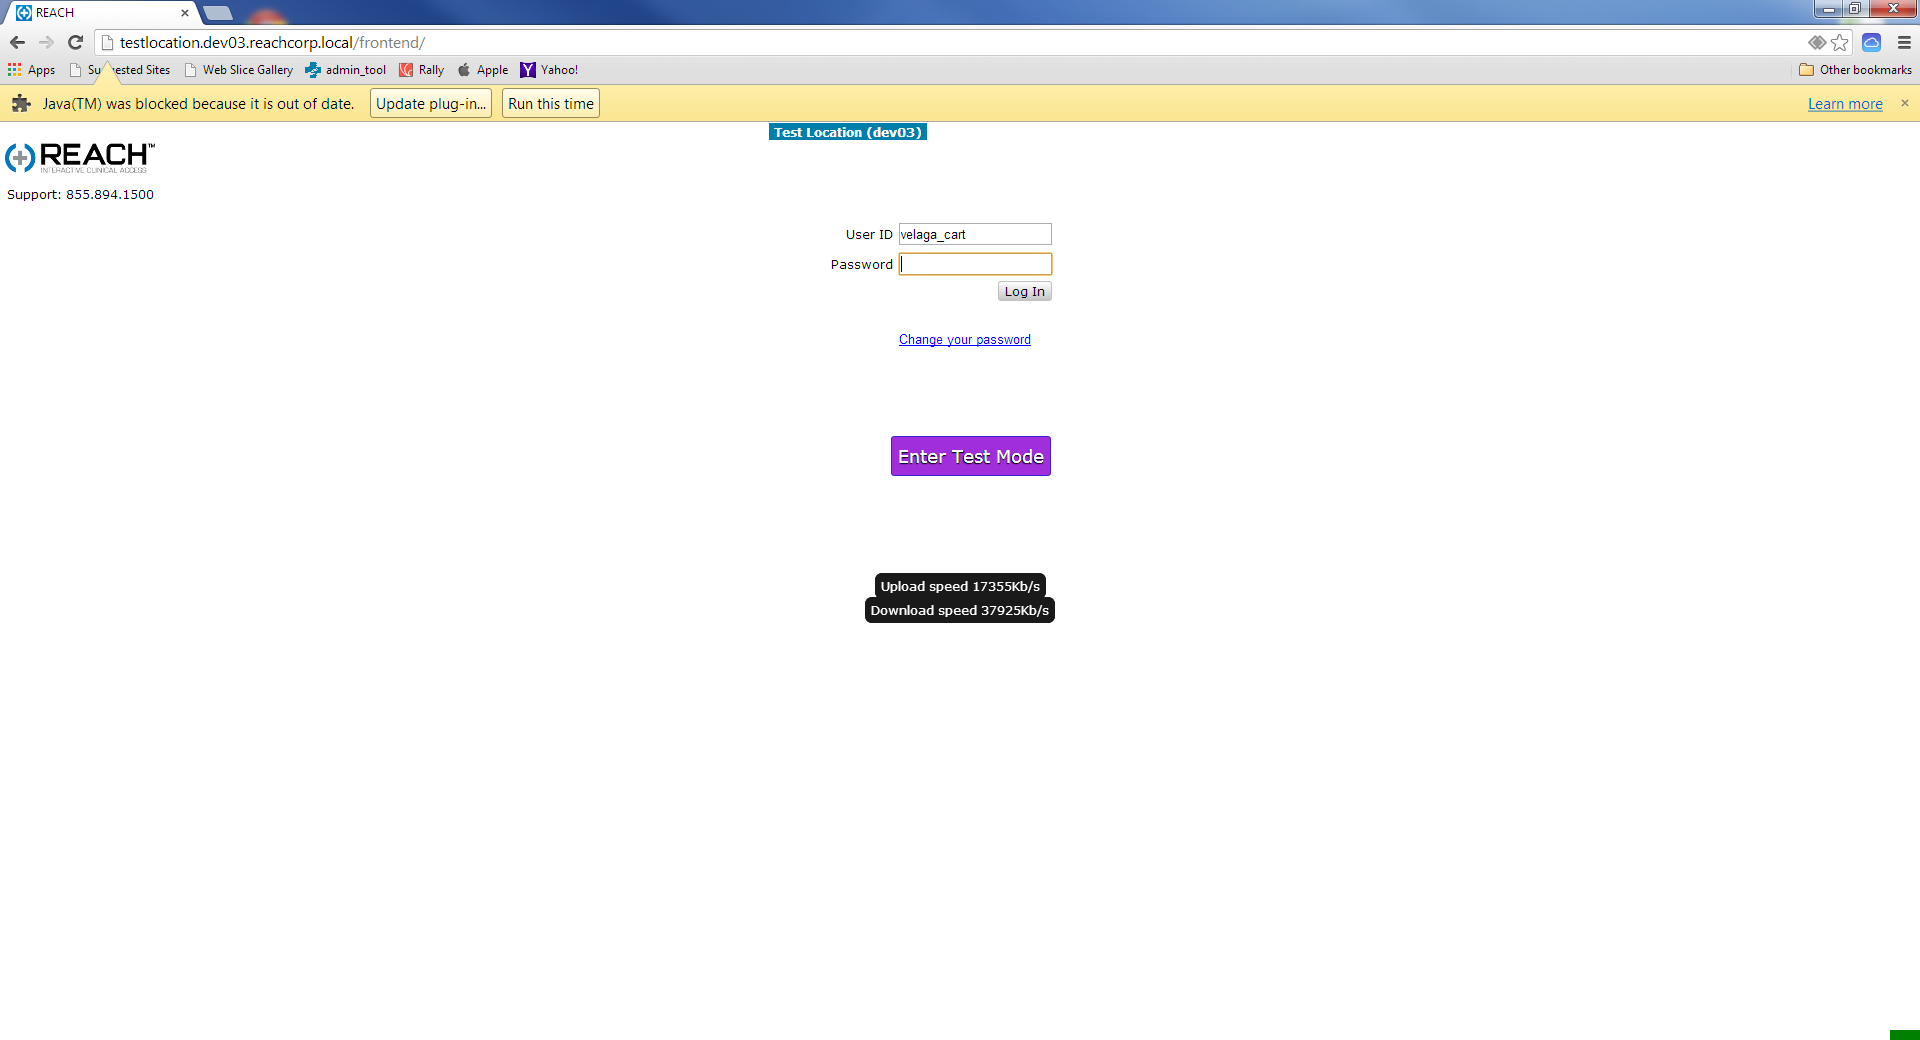 REACH
testlocation.dev03.reachcorp.local/frontend/
Apps Suggested Sites Web Slice Gallery admin_tool Rally Apple Yahoo! Other bookmarks
Java(TM) was blocked because it is out of date. Update plug-in... Run this time Learn more
Test Location (dev03)
REACH™
INTERACTIVE CLINICAL ACCESS
Support: 855.894.1500
User ID velaga_cart
Password
Log In
Change your password
Enter Test Mode
Upload speed 17355Kb/s
Download speed 37925Kb/s